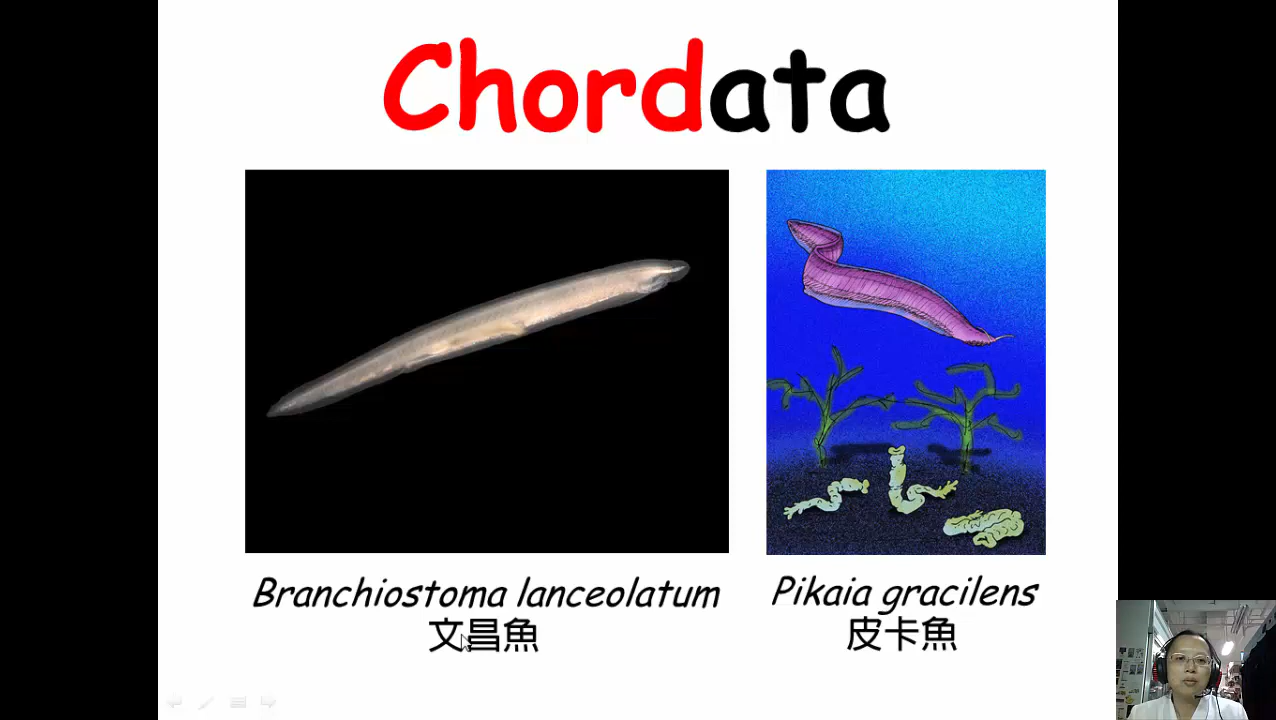 Chordata
Branchiostoma lanceolatum
文昌魚
Pikaia gracilens
皮卡魚